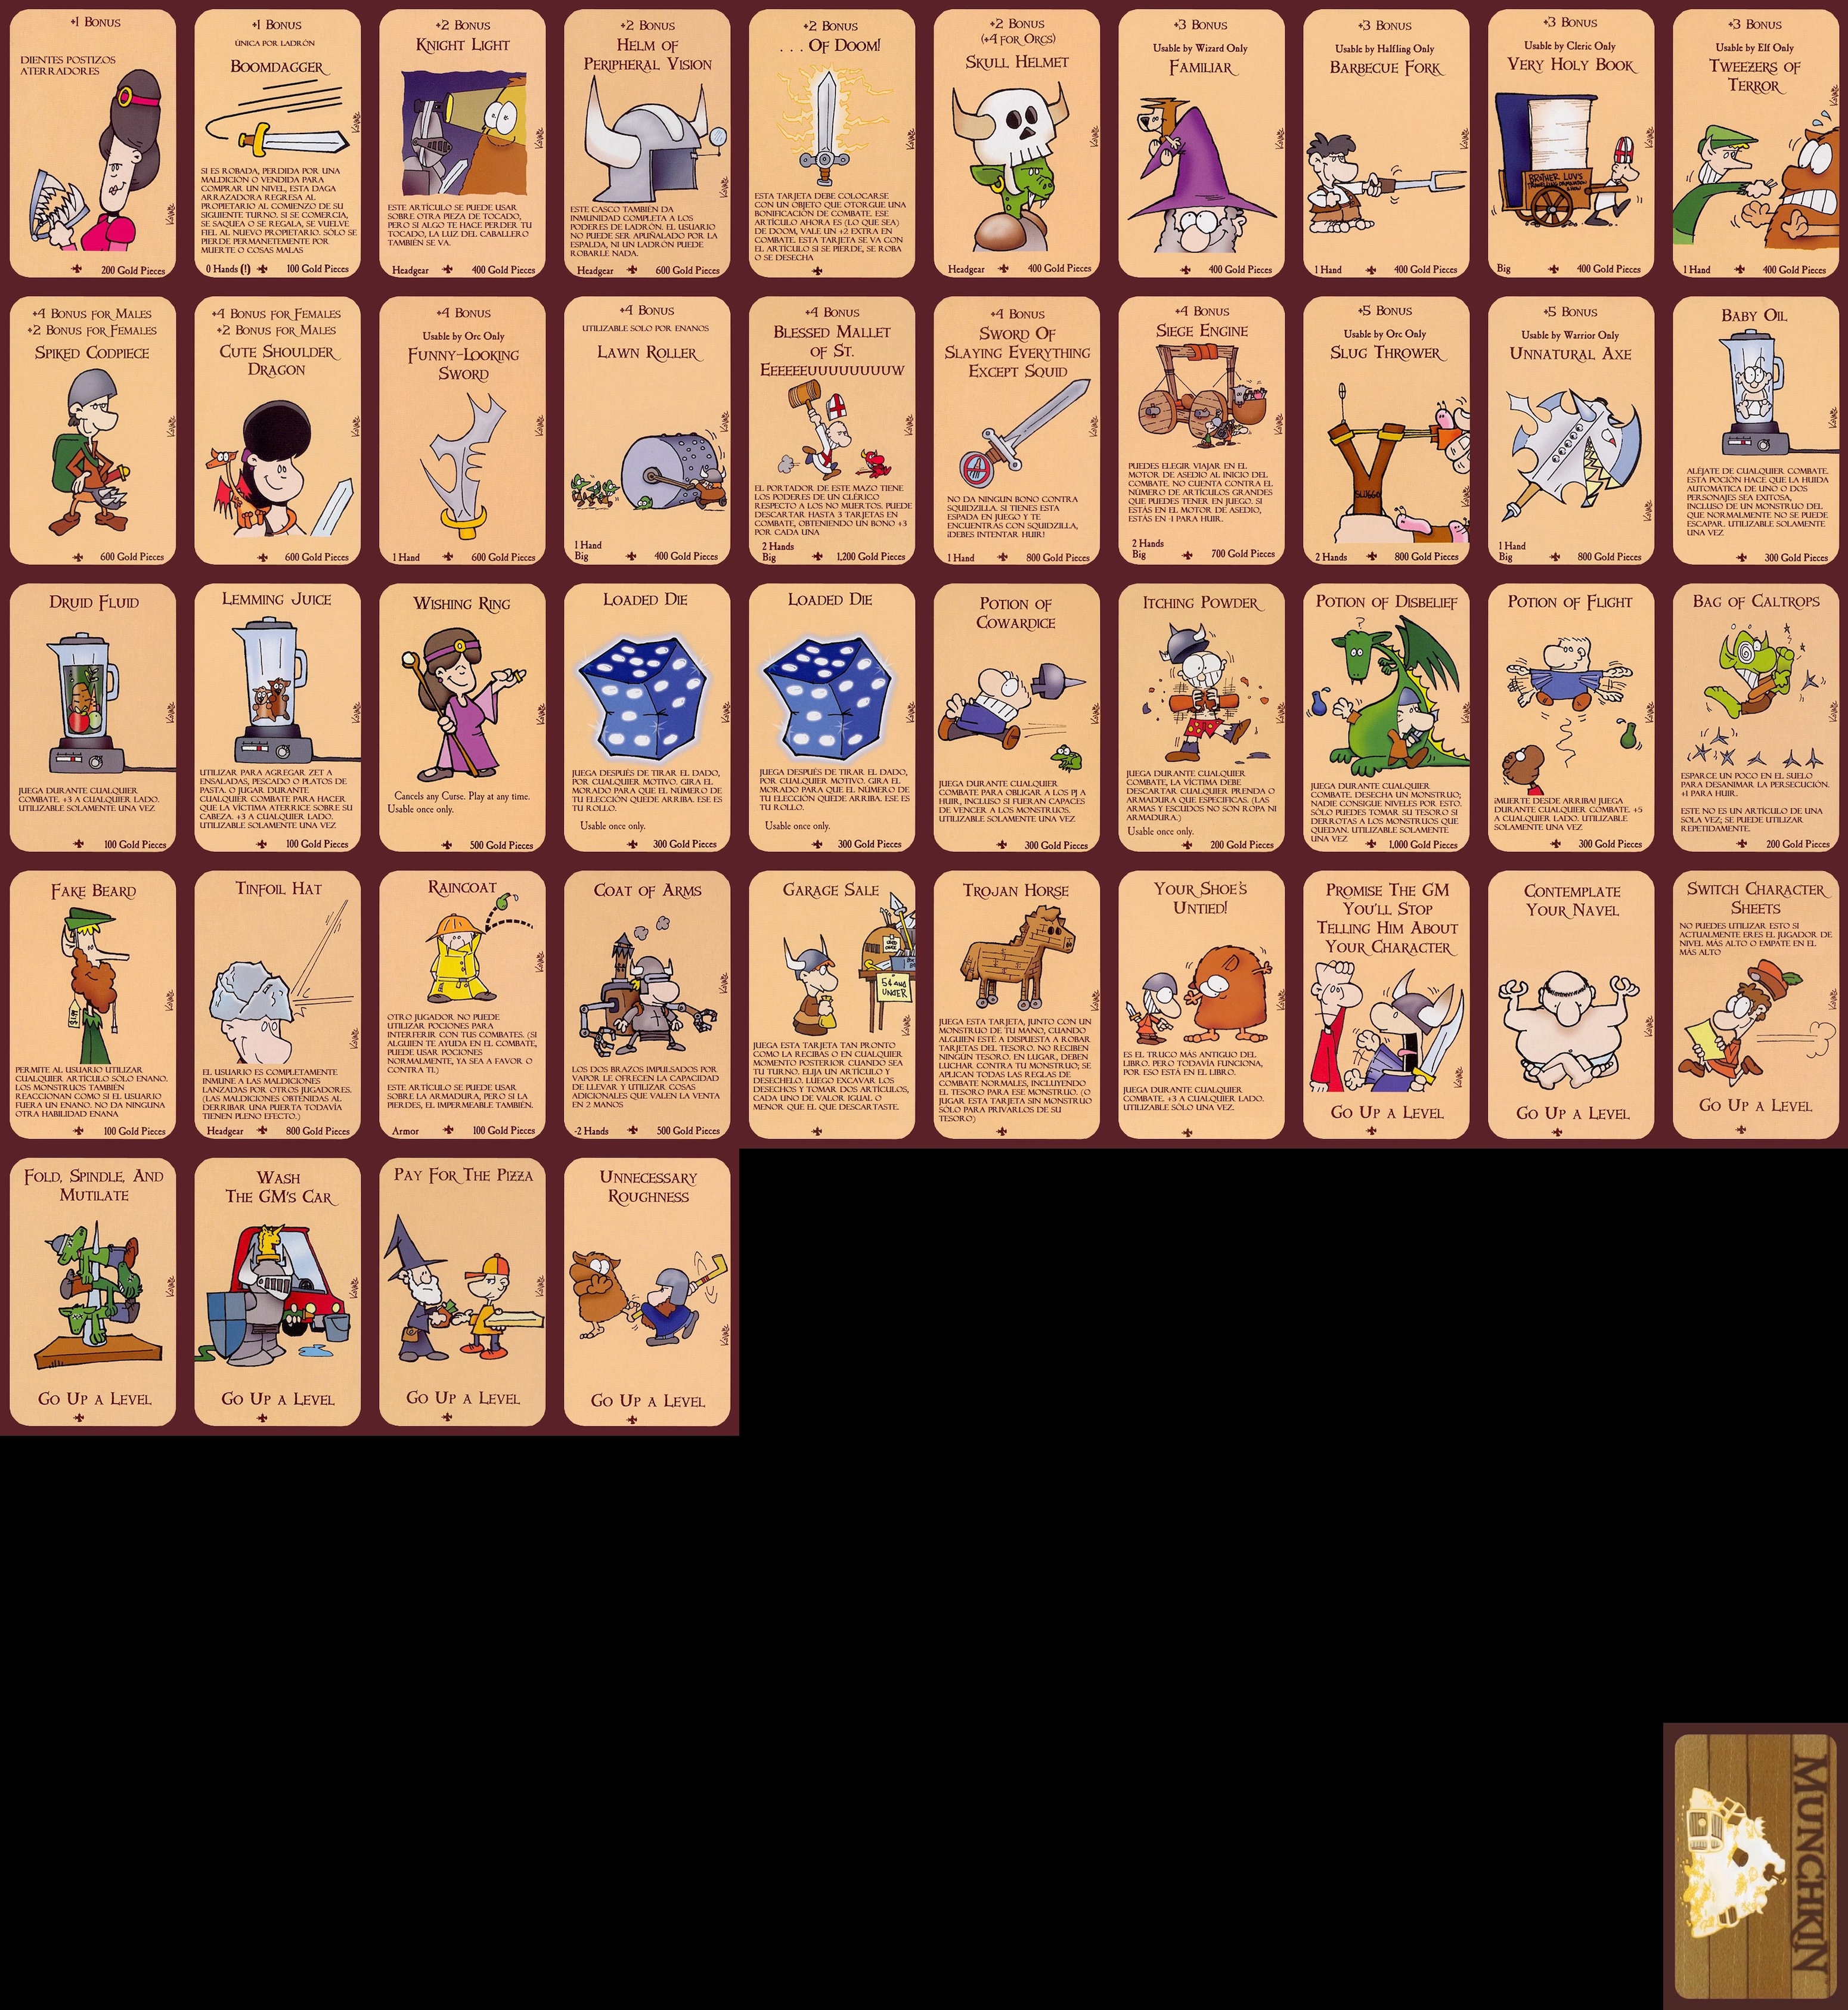 +1 Bonus
DIENTES POSTIZOS
ATERRADORES
200 Gold Pieces
+1 Bonus
ÚNICA POR LADRÓN
Boomdagger
SI ES ROBADA, PERDIDA POR UNA
MALDICIÓN O VENDIDA PARA
COMPRAR UN NIVEL, ESTA DAGA
ARRAZADORA REGRESA AL
PROPIETARIO AL COMIENZO DE SU
SIGUIENTE TURNO. SI SE COMERCIA,
SE SAQUEA O SE REGALA, SE VUELVE
FIEL AL NUEVO PROPIETARIO. SÓLO SE
PIERDE PERMANETEMENTE POR
MUERTE O COSAS MALAS
0 Hands (!)
100 Gold Pieces
+2 Bonus
Knight Light
ESTE ARTÍCULO SE PUEDE USAR
SOBRE OTRA PIEZA DE TOCADO,
PERO SI ALGO TE HACE PERDER TU
TOCADO, LA LUZ DEL CABALLERO
TAMBIÉN SE VA.
Headgear
400 Gold Pieces
+2 Bonus
Helm of
Peripheral Vision
ESTE CASCO TAMBIÉN DA
INMUNIDAD COMPLETA A LOS
PODERES DE LADRÓN. EL USUARIO
NO PUEDE SER APUÑALADO POR LA
ESPALDA, NI UN LADRÓN PUEDE
ROBARLE NADA.
Headgear
600 Gold Pieces
+2 Bonus
. . . Of Doom!
ESTA TARJETA DEBE COLOCARSE
CON UN OBJETO QUE OTORGUE UNA
BONIFICACIÓN DE COMBATE. ESE
ARTÍCULO AHORA ES (LO QUE SEA)
DE DOOM, VALE UN +2 EXTRA EN
COMBATE. ESTA TARJETA SE VA CON
EL ARTÍCULO SI SE PIERDE, SE ROBA
O SE DESECHA
+2 Bonus
(+4 for Orcs)
Skull Helmet
Headgear
400 Gold Pieces
+3 Bonus
Usable by Wizard Only
Familiar
400 Gold Pieces
+3 Bonus
Usable by Halfling Only
Barbecue Fork
1 Hand
400 Gold Pieces
+3 Bonus
Usable by Cleric Only
Very Holy Book
BROTHER LUV'S
Big
400 Gold Pieces
+3 Bonus
Usable by Elf Only
Tweezers of
Terror
1 Hand
400 Gold Pieces
+4 Bonus for Males
+2 Bonus for Females
Spiked Codpiece
600 Gold Pieces
+4 Bonus for Females
+2 Bonus for Males
Cute Shoulder
Dragon
600 Gold Pieces
+4 Bonus
Usable by Orc Only
Funny-Looking
Sword
1 Hand
600 Gold Pieces
+4 Bonus
UTILIZABLE SOLO POR ENANOS
Lawn Roller
1 Hand
Big
400 Gold Pieces
+4 Bonus
Blessed Mallet
of St.
Eeeeeeuuuuuuuuw
EL PORTADOR DE ESTE MAZO TIENE
LOS PODERES DE UN CLÉRICO
RESPECTO A LOS NO MUERTOS. PUEDE
DESCARTAR HASTA 3 TARJETAS EN
COMBATE, OBTENIENDO UN BONO +3
POR CADA UNA
2 Hands
Big
1,200 Gold Pieces
+4 Bonus
Sword Of
Slaying Everything
Except Squid
NO DA NINGUN BONO CONTRA
SQUIDZILLA. SI TIENES ESTA
ESPADA EN JUEGO Y TE
ENCUENTRAS CON SQUIDZILLA,
¡DEBES INTENTAR HUIR!
1 Hand
800 Gold Pieces
+4 Bonus
Siege Engine
PUEDES ELEGIR VIAJAR EN EL
MOTOR DE ASEDIO AL INICIO DEL
COMBATE. NO CUENTA CONTRA EL
NÚMERO DE ARTÍCULOS GRANDES
QUE PUEDES TENER EN JUEGO. SI
ESTÁS EN EL MOTOR DE ASEDIO,
ESTÁS EN -1 PARA HUIR.
2 Hands
Big
700 Gold Pieces
+5 Bonus
Usable by Orc Only
Slug Thrower
SLUGGO
2 Hands
800 Gold Pieces
+5 Bonus
Usable by Warrior Only
Unnatural Axe
1 Hand
Big
800 Gold Pieces
Baby Oil
ALÉJATE DE CUALQUIER COMBATE.
ESTA POCIÓN HACE QUE LA HUIDA
AUTOMÁTICA DE UNO O DOS
PERSONAJES SEA EXITOSA,
INCLUSO DE UN MONSTRUO DEL
QUE NORMALMENTE NO SE PUEDE
ESCAPAR. UTILIZABLE SOLAMENTE
UNA VEZ
300 Gold Pieces
Druid Fluid
JUEGA DURANTE CUALQUIER
COMBATE. +3 A CUALQUIER LADO.
UTILIZABLE SOLAMENTE UNA VEZ
100 Gold Pieces
Lemming Juice
UTILIZAR PARA AGREGAR ZET A
ENSALADAS, PESCADO O PLATOS DE
PASTA. O JUGAR DURANTE
CUALQUIER COMBATE PARA HACER
QUE LA VÍCTIMA ATERRICE SOBRE SU
CABEZA. +3 A CUALQUIER LADO.
UTILIZABLE SOLAMENTE UNA VEZ
100 Gold Pieces
Wishing Ring
Cancels any Curse. Play at any time.
Usable once only.
500 Gold Pieces
Loaded Die
JUEGA DESPUÉS DE TIRAR EL DADO,
POR CUALQUIER MOTIVO. GIRA EL
MORADO PARA QUE EL NÚMERO DE
TU ELECCIÓN QUEDE ARRIBA. ESE ES
TU ROLLO.
Usable once only.
300 Gold Pieces
Loaded Die
JUEGA DESPUÉS DE TIRAR EL DADO,
POR CUALQUIER MOTIVO. GIRA EL
MORADO PARA QUE EL NÚMERO DE
TU ELECCIÓN QUEDE ARRIBA. ESE ES
TU ROLLO.
Usable once only.
300 Gold Pieces
Potion of
Cowardice
JUEGA DURANTE CUALQUIER
COMBATE PARA OBLIGAR A LOS PJ A
HUIR, INCLUSO SI FUERAN CAPACES
DE VENCER A LOS MONSTRUOS.
UTILIZABLE SOLAMENTE UNA VEZ
300 Gold Pieces
Itching Powder
JUEGA DURANTE CUALQUIER
COMBATE, LA VÍCTIMA DEBE
DESCARTAR CUALQUIER PRENDA O
ARMADURA QUE ESPECIFICAS. (LAS
ARMAS Y ESCUDOS NO SON ROPA NI
ARMADURA.)
Usable once only.
200 Gold Pieces
Potion of Disbelief
?
JUEGA DURANTE CUALQUIER
COMBATE. DESECHA UN MONSTRUO;
NADIE CONSIGUE NIVELES POR ESTO.
SÓLO PUEDES TOMAR SU TESORO SI
DERROTAS A LOS MONSTRUOS QUE
QUEDAN. UTILIZABLE SOLAMENTE
UNA VEZ
1,000 Gold Pieces
Potion of Flight
¡MUERTE DESDE ARRIBA! JUEGA
DURANTE CUALQUIER COMBATE. +5
A CUALQUIER LADO. UTILIZABLE
SOLAMENTE UNA VEZ
300 Gold Pieces
Bag of Caltrops
ESPARCE UN POCO EN EL SUELO
PARA DESANIMAR LA PERSECUCIÓN.
+1 PARA HUIR.
ESTE NO ES UN ARTÍCULO DE UNA
SOLA VEZ; SE PUEDE UTILIZAR
REPETIDAMENTE.
200 Gold Pieces
Fake Beard
$1.99
PERMITE AL USUARIO UTILIZAR
CUALQUIER ARTÍCULO SÓLO ENANO.
LOS MONSTRUOS TAMBIÉN
REACCIONAN COMO SI EL USUARIO
FUERA UN ENANO. NO DA NINGUNA
OTRA HABILIDAD ENANA
100 Gold Pieces
Tinfoil Hat
EL USUARIO ES COMPLETAMENTE
INMUNE A LAS MALDICIONES
LANZADAS POR OTROS JUGADORES.
(LAS MALDICIONES OBTENIDAS AL
DERRIBAR UNA PUERTA TODAVÍA
TIENEN PLENO EFECTO.)
Headgear
800 Gold Pieces
Raincoat
OTRO JUGADOR NO PUEDE
UTILIZAR POCIONES PARA
INTERFERIR CON TUS COMBATES. (SI
ALGUIEN TE AYUDA EN EL COMBATE,
PUEDE USAR POCIONES
NORMALMENTE, YA SEA A FAVOR O
CONTRA TI.)
ESTE ARTÍCULO SE PUEDE USAR
SOBRE LA ARMADURA, PERO SI LA
PIERDES, EL IMPERMEABLE TAMBIÉN.
Armor
100 Gold Pieces
Coat of Arms
LOS DOS BRAZOS IMPULSADOS POR
VAPOR LE OFRECEN LA CAPACIDAD
DE LLEVAR Y UTILIZAR COSAS
ADICIONALES QUE VALEN LA VENTA
EN 2 MANOS
-2 Hands
500 Gold Pieces
Garage Sale
5¢ and
UNDER
JUEGA ESTA TARJETA TAN PRONTO
COMO LA RECIBAS O EN CUALQUIER
MOMENTO POSTERIOR CUANDO SEA
TU TURNO. ELIJA UN ARTÍCULO Y
DESECHELO. LUEGO EXCAVAR LOS
DESECHOS Y TOMAR DOS ARTÍCULOS,
CADA UNO DE VALOR IGUAL O
MENOR QUE EL QUE DESCARTASTE.
Trojan Horse
JUEGA ESTA TARJETA, JUNTO CON UN
MONSTRUO DE TU MANO, CUANDO
ALGUIEN ESTÉ A DISPUESTA A ROBAR
TARJETAS DEL TESORO. NO RECIBEN
NINGÚN TESORO. EN LUGAR, DEBEN
LUCHAR CONTRA TU MONSTRUO; SE
APLICAN TODAS LAS REGLAS DE
COMBATE NORMALES, INCLUYENDO
EL TESORO PARA ESE MONSTRUO. (O
JUGAR ESTA TARJETA SIN MONSTRUO
SÓLO PARA PRIVARLOS DE SU
TESORO)
Your Shoe's
Untied!
ES EL TRUCO MÁS ANTIGUO DEL
LIBRO. PERO TODAVÍA FUNCIONA,
POR ESO ESTÁ EN EL LIBRO.
JUEGA DURANTE CUALQUIER
COMBATE. +3 A CUALQUIER LADO.
UTILIZABLE SÓLO UNA VEZ.
Promise The GM
You'll Stop
Telling Him About
Your Character
Go Up a Level
Contemplate
Your Navel
Go Up a Level
Switch Character
Sheets
NO PUEDES UTILIZAR ESTO SI
ACTUALMENTE ERES EL JUGADOR DE
NIVEL MÁS ALTO O EMPATE EN EL
MÁS ALTO
Go Up a Level
Fold, Spindle, And
Mutilate
Go Up a Level
Wash
The GM's Car
Go Up a Level
Pay For The Pizza
Go Up a Level
Unnecessary
Roughness
Go Up a Level
MUNCHKIN